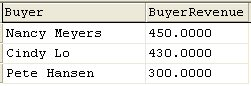 Buyer BuyerRevenue
Nancy Meyers 450.0000
Cindy Lo 430.0000
Pete Hansen 300.0000